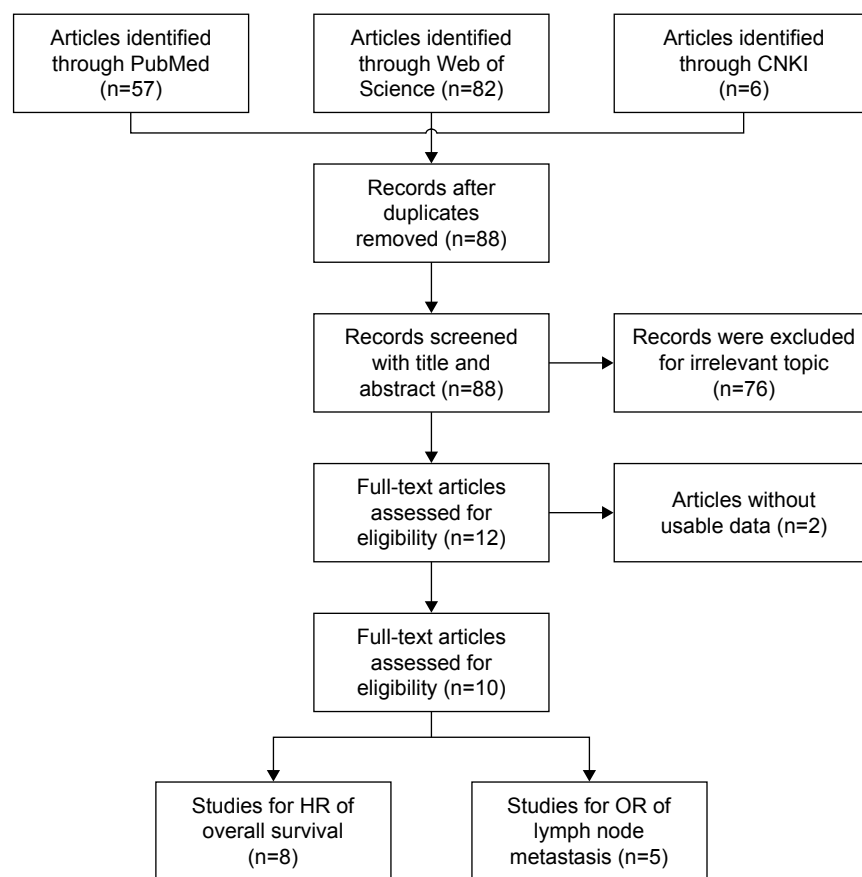 Articles identified
through PubMed
(n=57)
Articles identified
through Web of
Science (n=82)
Articles identified
through CNKI
(n=6)
Records after
duplicates
removed (n=88)
Records screened
with title and
abstract (n=88)
Records were excluded
for irrelevant topic
(n=76)
Full-text articles
assessed for
eligibility (n=12)
Articles without
usable data (n=2)
Full-text articles
assessed for
eligibility (n=10)
Studies for HR of
overall survival
(n=8)
Studies for OR of
lymph node
metastasis (n=5)